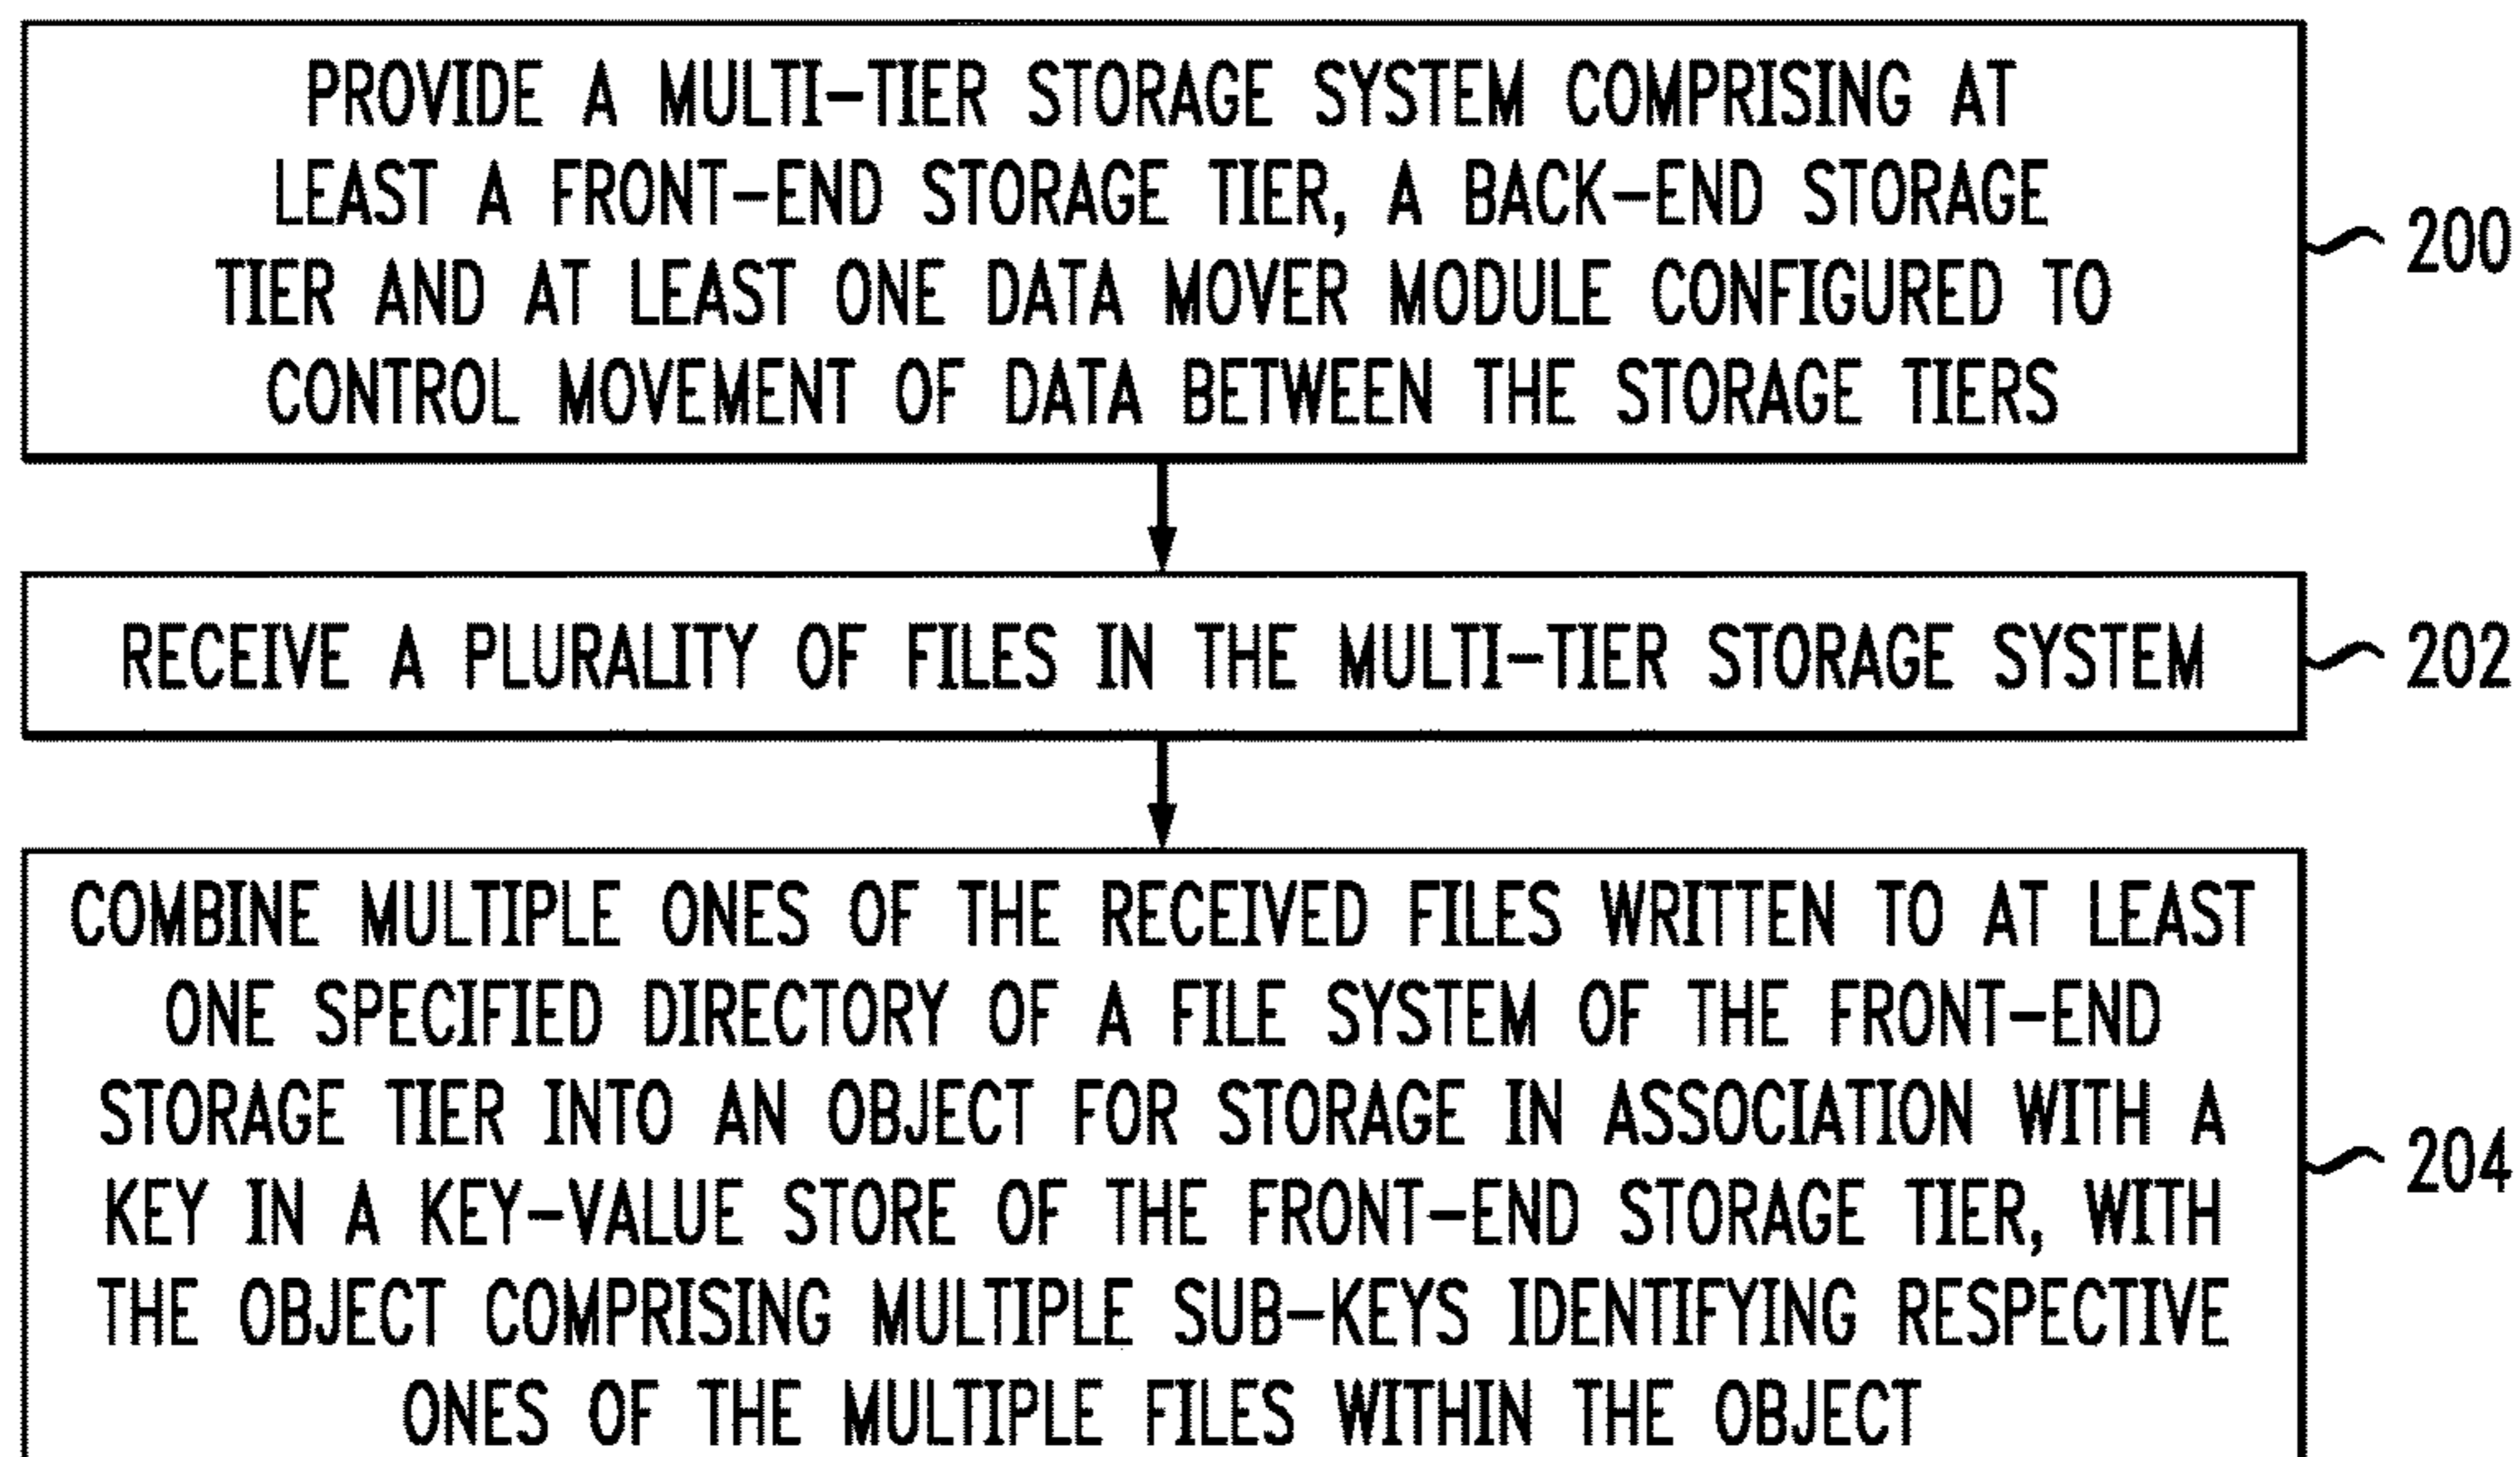 PROVIDE A MULTI-TIER STORAGE SYSTEM COMPRISING AT
LEAST A FRONT-END STORAGE TIER, A BACK-END STORAGE
TIER AND AT LEAST ONE DATA MOVER MODULE CONFIGURED TO
CONTROL MOVEMENT OF DATA BETWEEN THE STORAGE TIERS
200
RECEIVE A PLURALITY OF FILES IN THE MULTI-TIER STORAGE SYSTEM
202
COMBINE MULTIPLE ONES OF THE RECEIVED FILES WRITTEN TO AT LEAST
ONE SPECIFIED DIRECTORY OF A FILE SYSTEM OF THE FRONT-END
STORAGE TIER INTO AN OBJECT FOR STORAGE IN ASSOCIATION WITH A
KEY IN A KEY-VALUE STORE OF THE FRONT-END STORAGE TIER, WITH
THE OBJECT COMPRISING MULTIPLE SUB-KEYS IDENTIFYING RESPECTIVE
ONES OF THE MULTIPLE FILES WITHIN THE OBJECT
204